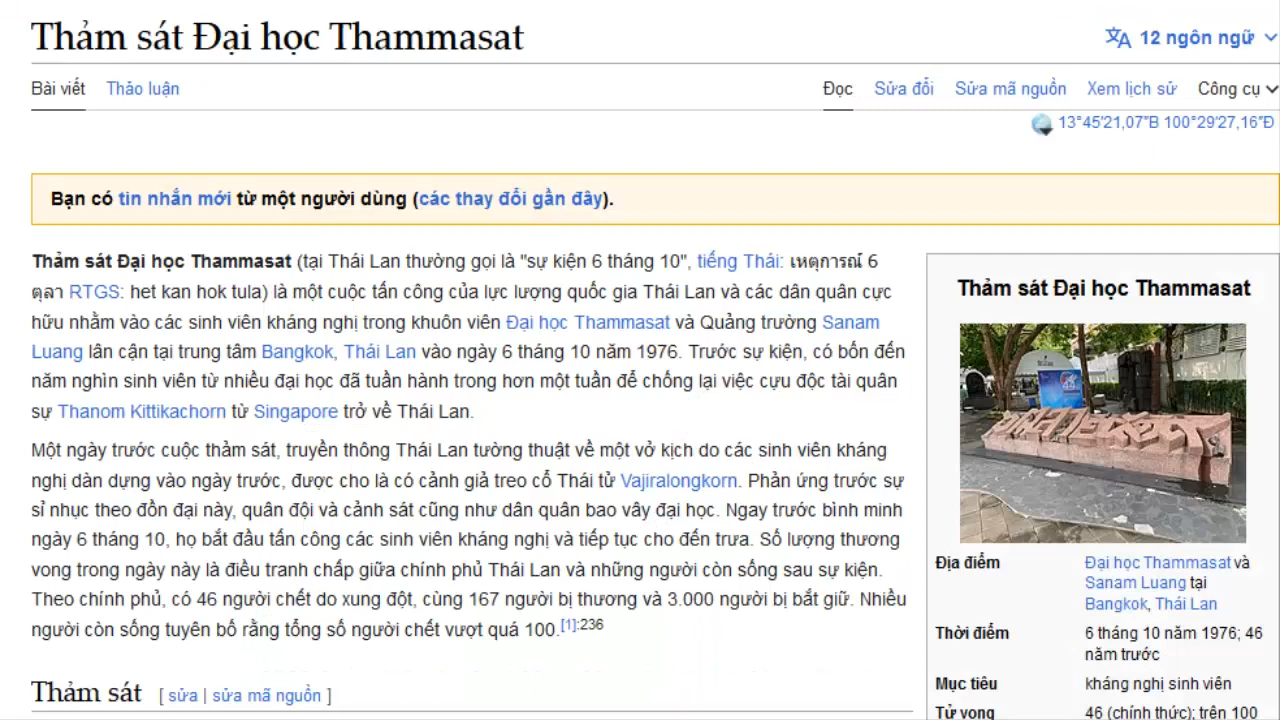 Thảm sát Đại học Thammasat
12 ngôn ngữ
Bài viết Thảo luận Đọc Sửa đổi Sửa mã nguồn Xem lịch sử Công cụ
13°45′21,07″B 100°29′27,16″Đ
Bạn có tin nhắn mới từ một người dùng (các thay đổi gần đây).
Thảm sát Đại học Thammasat (tại Thái Lan thường gọi là "sự kiện 6 tháng 10", tiếng Thái: เหตุการณ์ 6
ตุลา RTGS: het kan hok tula) là một cuộc tấn công của lực lượng quốc gia Thái Lan và các dân quân cực
hữu nhằm vào các sinh viên kháng nghị trong khuôn viên Đại học Thammasat và Quảng trường Sanam
Luang lân cận tại trung tâm Bangkok, Thái Lan vào ngày 6 tháng 10 năm 1976. Trước sự kiện, có bốn đến
năm nghìn sinh viên từ nhiều đại học đã tuần hành trong hơn một tuần để chống lại việc cựu độc tài quân
sự Thanom Kittikachorn từ Singapore trở về Thái Lan.
Một ngày trước cuộc thảm sát, truyền thông Thái Lan tường thuật về một vở kịch do các sinh viên kháng
nghị dàn dựng vào ngày trước, được cho là có cảnh giả treo cổ Thái tử Vajiralongkorn. Phản ứng trước sự
sỉ nhục theo đồn đại này, quân đội và cảnh sát cũng như dân quân bao vây đại học. Ngay trước bình minh
ngày 6 tháng 10, họ bắt đầu tấn công các sinh viên kháng nghị và tiếp tục cho đến trưa. Số lượng thương
vong trong ngày này là điều tranh chấp giữa chính phủ Thái Lan và những người còn sống sau sự kiện.
Theo chính phủ, có 46 người chết do xung đột, cùng 167 người bị thương và 3.000 người bị bắt giữ. Nhiều
người còn sống tuyên bố rằng tổng số người chết vượt quá 100.[1]:236
Thảm sát [ sửa | sửa mã nguồn ]
Thảm sát Đại học Thammasat
Địa điểm Đại học Thammasat và
Sanam Luang tại
Bangkok, Thái Lan
Thời điểm 6 tháng 10 năm 1976; 46
năm trước
Mục tiêu kháng nghị sinh viên
Tử vong 46 (chính thức); trên 100